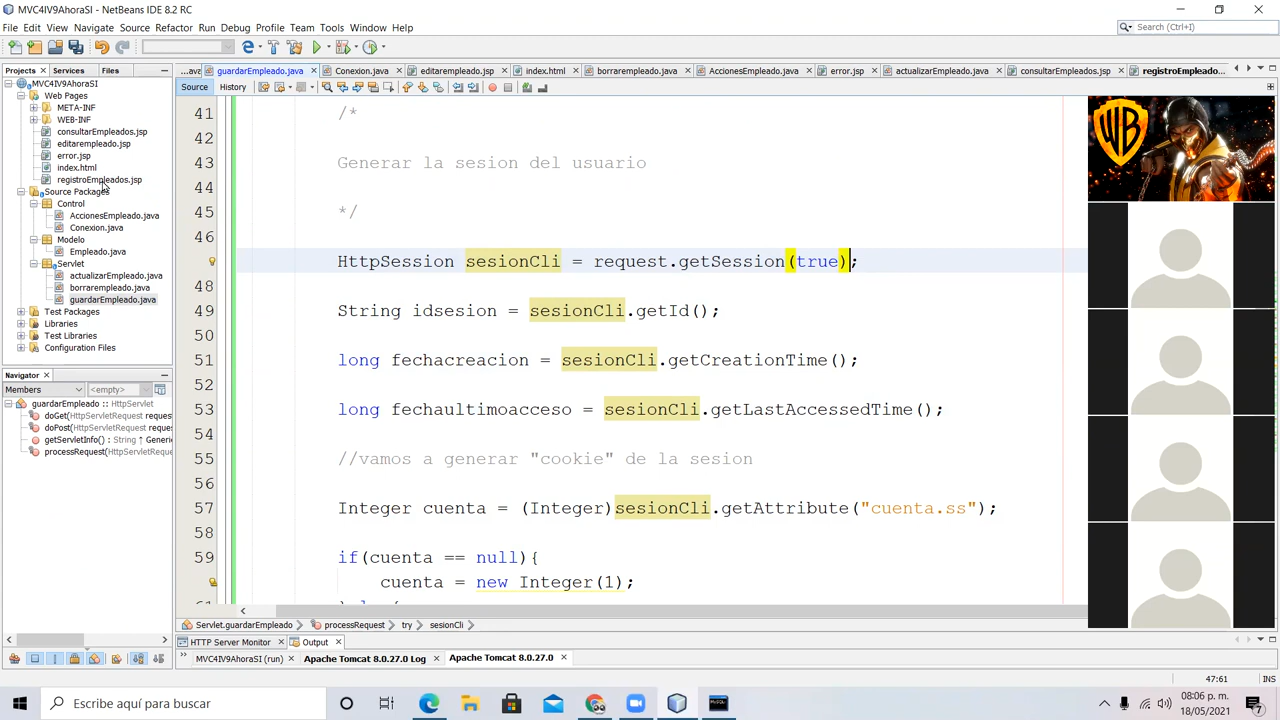 MVC4IV9AhoraSI - NetBeans IDE 8.2 RC
File Edit View Navigate Source Refactor Run Debug Profile Team Tools Window Help
Search (Ctrl+I)
Projects Services Files
...ava guardarEmpleado.java Conexion.java editarempleado.jsp index.html borrarempleado.java error.jsp registroEmpleado...
Source History
MVC4IV9AhoraSI
Web Pages
META-INF
WEB-INF
consultarEmpleados.jsp
editarempleado.jsp
error.jsp
index.html
registroEmpleados.jsp
Source Packages
Control
AccionesEmpleado.java
Conexion.java
Modelo
Empleado.java
Servlet
actualizarEmpleado.java
borrarempleado.java
guardarEmpleado.java
Test Packages
Libraries
Test Libraries
Configuration Files
Navigator
Members <empty>
guardarEmpleado :: HttpServlet
doGet(HttpServletRequest reques
doPost(HttpServletRequest reque
getServletInfo() : String ↑ Generic
processRequest(HttpServletReque
41 /*
42
43 Generar la sesion del usuario
44
45 */
46
HttpSession sesionCli = request.getSession(true);
48
49 String idsesion = sesionCli.getId();
50
51 long fechacreacion = sesionCli.getCreationTime();
52
53 long fechaultimoacceso = sesionCli.getLastAccessedTime();
54
55 //vamos a generar "cookie" de la sesion
56
57 Integer cuenta = (Integer)sesionCli.getAttribute("cuenta.ss");
58
59 if(cuenta == null){
cuenta = new Integer(1);
WB
Servlet.guardarEmpleado processRequest try sesionCli
HTTP Server Monitor Output
MVC4IV9AhoraSI (run) Apache Tomcat 8.0.27.0 Log Apache Tomcat 8.0.27.0
47:61
Escribe aquí para buscar
08:06 p. m.
18/05/2021
7